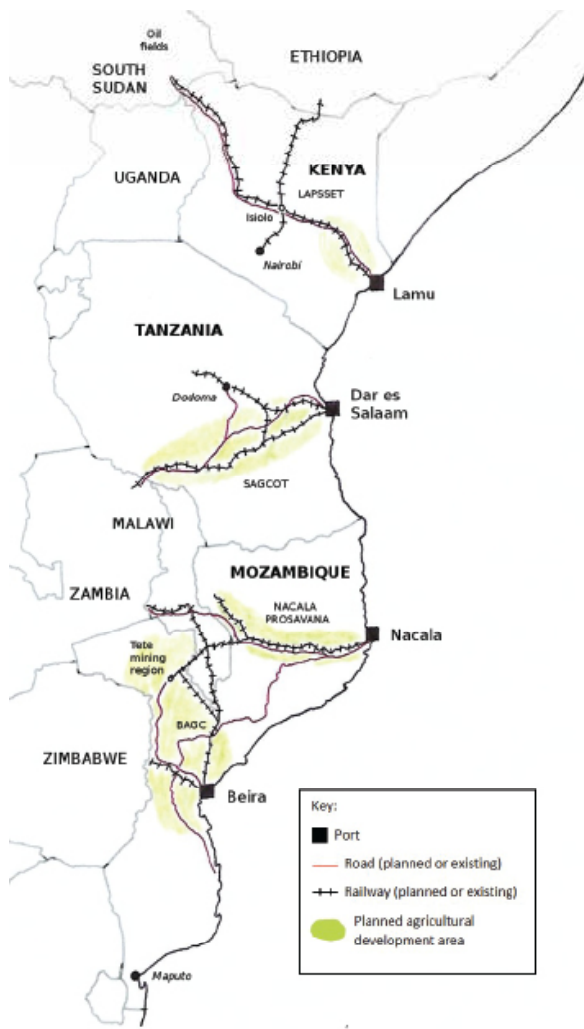 Oil
fields
ETHIOPIA
SOUTH
SUDAN
UGANDA
KENYA
LAPSSET
Isiolo
Nairobi
Lamu
TANZANIA
Dodoma
Dar es
Salaam
SAGCOT
MALAWI
MOZAMBIQUE
ZAMBIA
NACALA
PROSAVANA
Nacala
Tete
mining
region
BAGC
ZIMBABWE
Beira
Key:
Port
Road (planned or existing)
Railway (planned or existing)
Planned agricultural
development area
Maputo